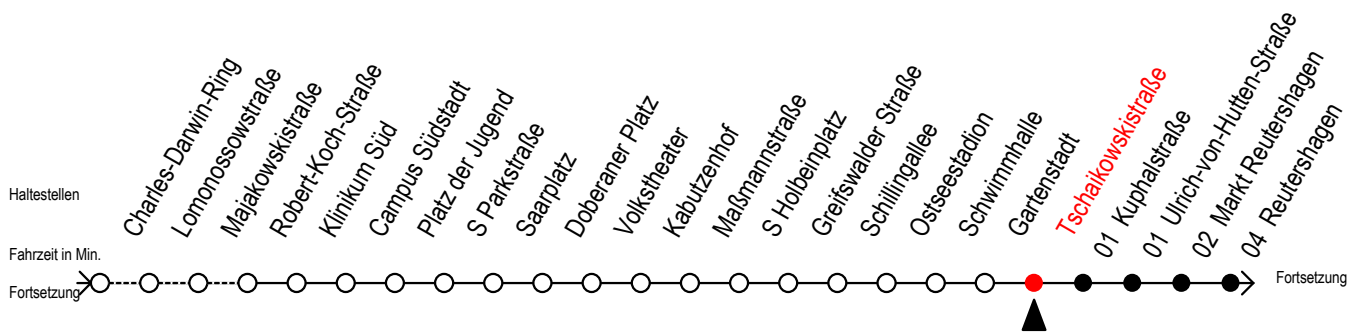 Haltestellen
Charles-Darwin-Ring
Lomonossowstraße
Majakowskistraße
Robert-Koch-Straße
Klinikum Süd
Campus Südstadt
Platz der Jugend
S Parkstraße
Saarplatz
Doberaner Platz
Volkstheater
Kabutzenhof
Maßmannstraße
S Holbeinplatz
Greifswalder Straße
Schillingallee
Ostseestadion
Schwimmhalle
Gartenstadt
Tschaikowskistraße
01 Kuphalstraße
01 Ulrich-von-Hutten-Straße
02 Markt Reutershagen
04 Reutershagen
Fahrzeit in Min.
Fortsetzung
Fortsetzung